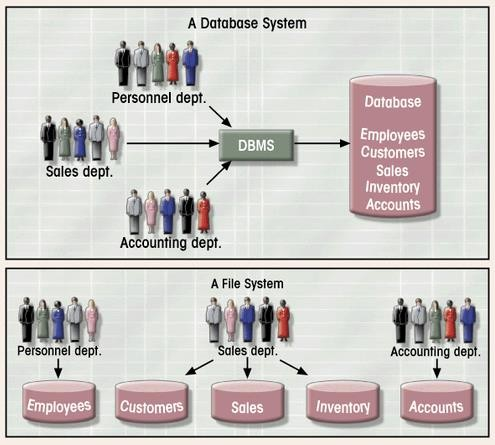 A Database System
Personnel dept.
Sales dept.
Accounting dept.
DBMS
Database
Employees
Customers
Sales
Inventory
Accounts
A File System
Personnel dept.
Sales dept.
Accounting dept.
Employees
Customers
Sales
Inventory
Accounts